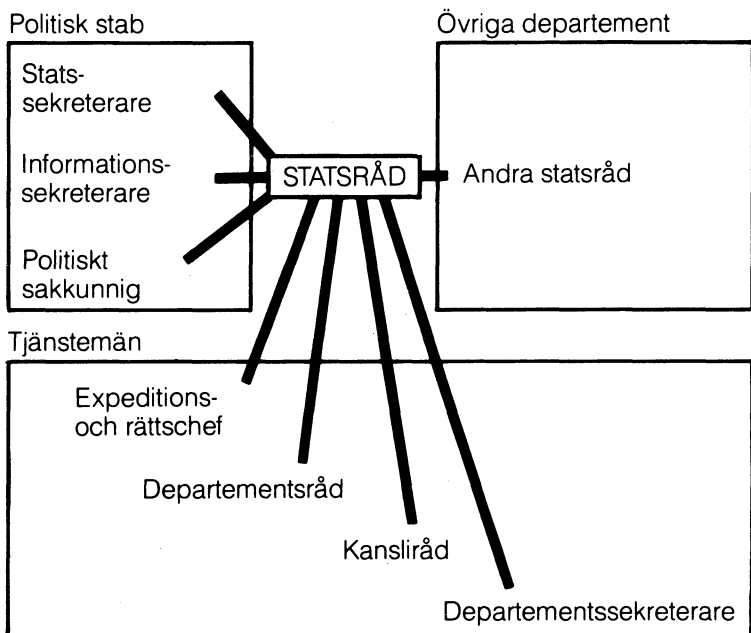 Politisk stab
Övriga departement
Stats-
sekreterare
Informations-
sekreterare
STATSRÅD
Andra statsråd
Politiskt
sakkunnig
Tjänstemän
Expeditions-
och rättschef
Departementsråd
Kansliråd
Departementssekreterare